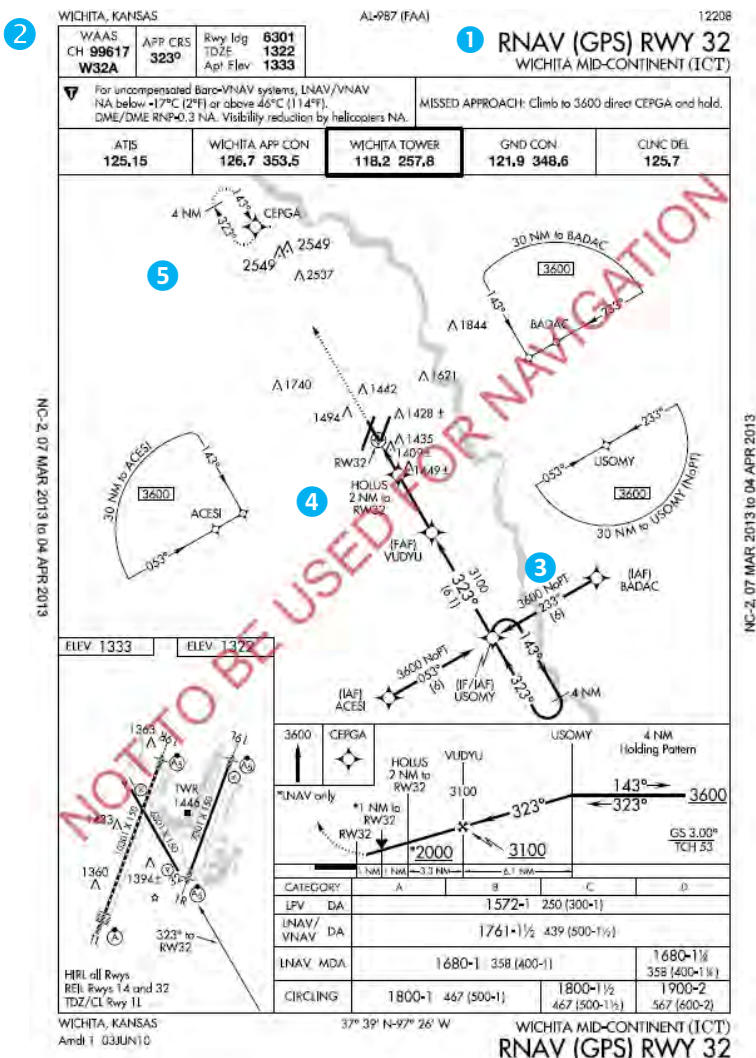 WICHITA, KANSAS
AL-987 (FAA)
12208
2
WAAS
CH 99617
W32A
APP CRS
323°
Rwy ldg 6301
TDZE 1322
Apt Elev 1333
1
RNAV (GPS) RWY 32
WICHITA MID-CONTINENT (ICT)
T
For uncompensated Baro-VNAV systems, LNAV/VNAV
NA below -17°C (2°F) or above 46°C (114°F).
DME/DME RNP-0.3 NA. Visibility reduction by helicopters NA.
MISSED APPROACH: Climb to 3600 direct CEPGA and hold.
ATIS
125.15
WICHITA APP CON
126.7 353.5
WICHITA TOWER
118.2 257.8
GND CON
121.9 348.6
CLNC DEL
125.7
4 NM
143°
323°
CEPGA
2549
2549
2537
5
30 NM to BADAC
3600
143°
233°
BADAC
1844
1740
1442
1621
1494
1428 ±
1435
1409±
1449±
RW32
HOLUS
2 NM to
RW32
4
(FAF)
VUDYU
30 NM to ACESI
3600
143°
ACESI
053°
233°
USOMY
053°
3600
30 NM to USOMY (NoPT)
3
3100
323°
(6.1)
3600 NoPT
233°
(6)
(IAF)
BADAC
3600 NoPT
053°
(6)
(IAF)
ACESI
(IF/IAF)
USOMY
143°
323°
4 NM
NOT TO BE USED FOR NAVIGATION
NC-2, 07 MAR 2013 to 04 APR 2013
NC-2, 07 MAR 2013 to 04 APR 2013
ELEV 1333
ELEV 1322
1363
19R
19L
TWR
1446
1433
10301 X 150
6301 X 150
7301 X 150
1360
1394±
1R
323° to
RW32
HIRL all Rwys
REIL Rwys 14 and 32
TDZ/CL Rwy 1L
3600
CEPGA
*LNAV only
HOLUS
2 NM to
RW32
VUDYU
USOMY
4 NM
Holding Pattern
*1 NM to
RW32
RW32
3100
323°
143°
323°
3600
*2000
3100
GS 3.00°
TCH 53
1 NM
1 NM
3.3 NM
6.1 NM
CATEGORY A B C D
LPV DA 1572-1 250 (300-1)
LNAV/
VNAV DA 1761-1½ 439 (500-1½)
LNAV MDA 1680-1 358 (400-1)
1680-1¼
358 (400-1¼)
CIRCLING 1800-1 467 (500-1)
1800-1½
467 (500-1½)
1900-2
567 (600-2)
WICHITA, KANSAS
Amdt 1 03JUN10
37° 39' N-97° 26' W
WICHITA MID-CONTINENT (ICT)
RNAV (GPS) RWY 32